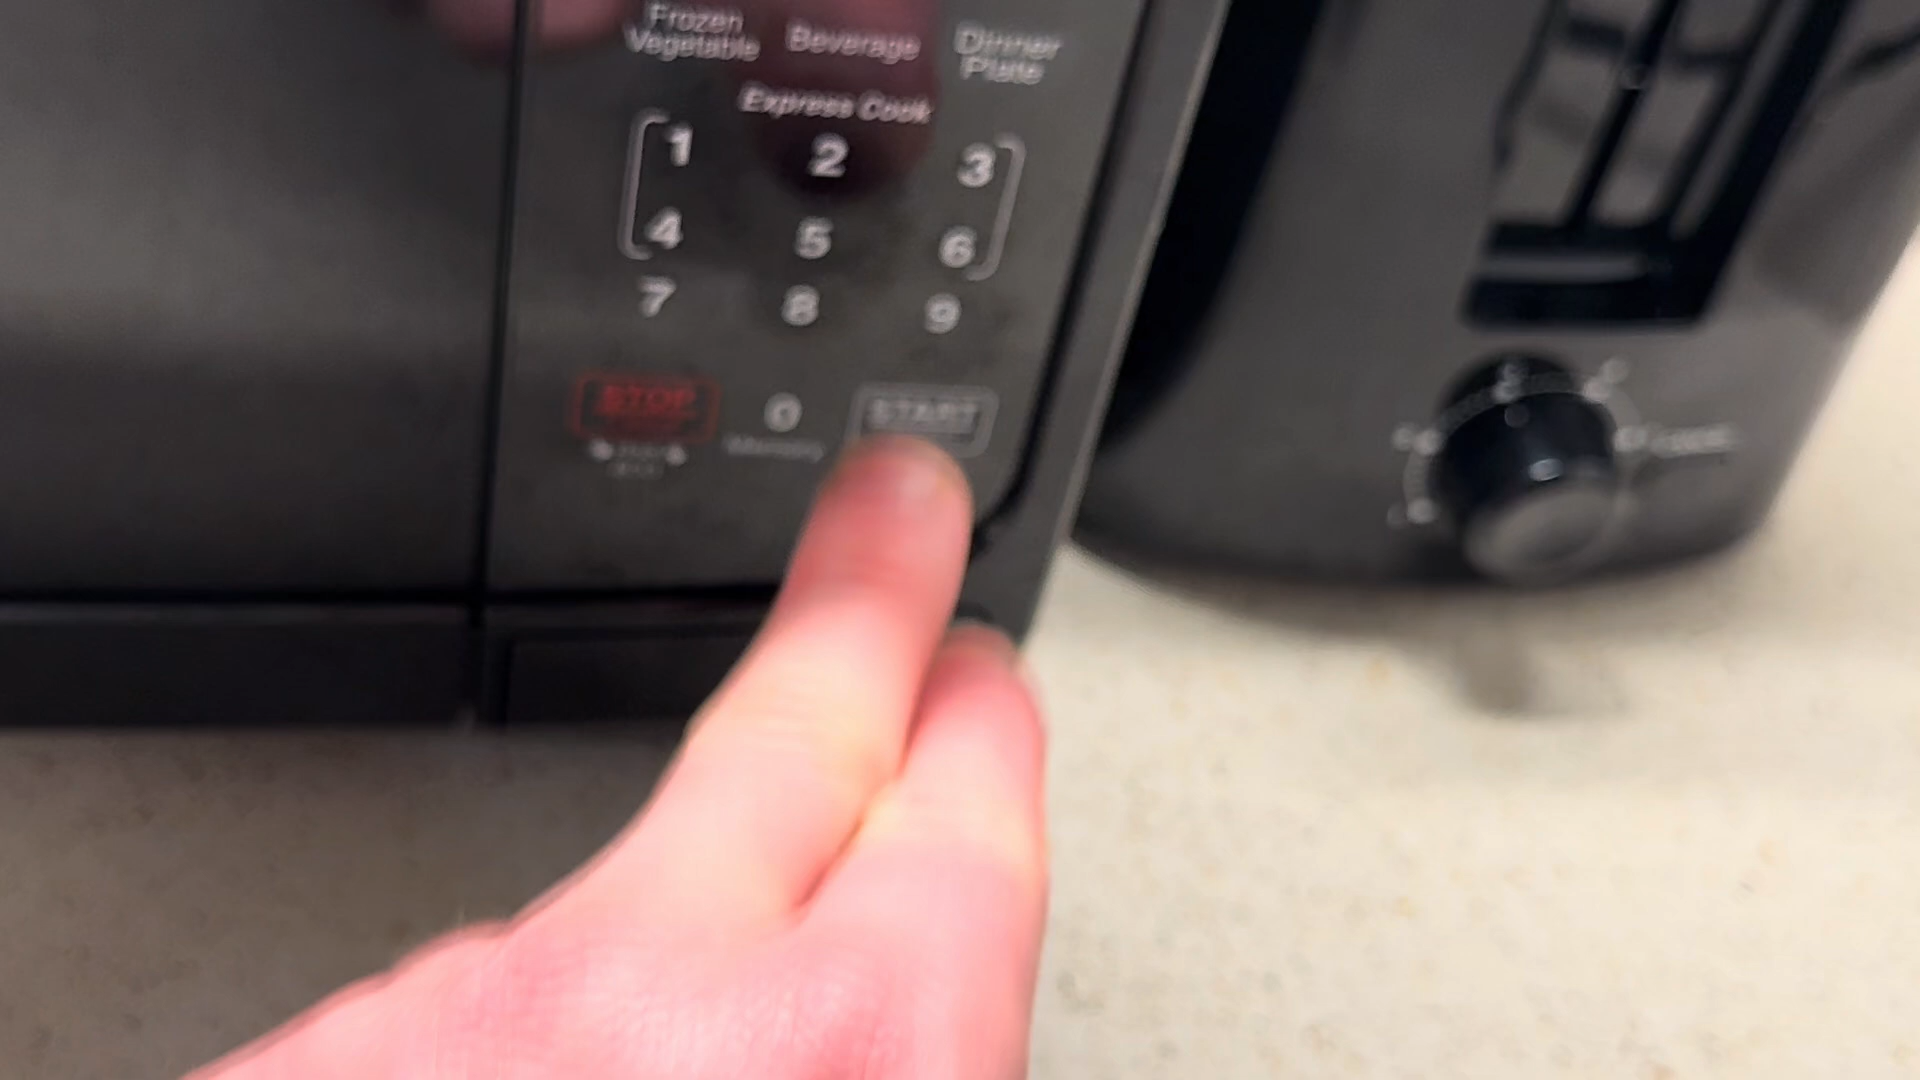 Frozen Beverage Dinner
Vegetable Plate
Express Cook
1 2 3
4 5 6
7 8 9
STOP 0 START
Memory